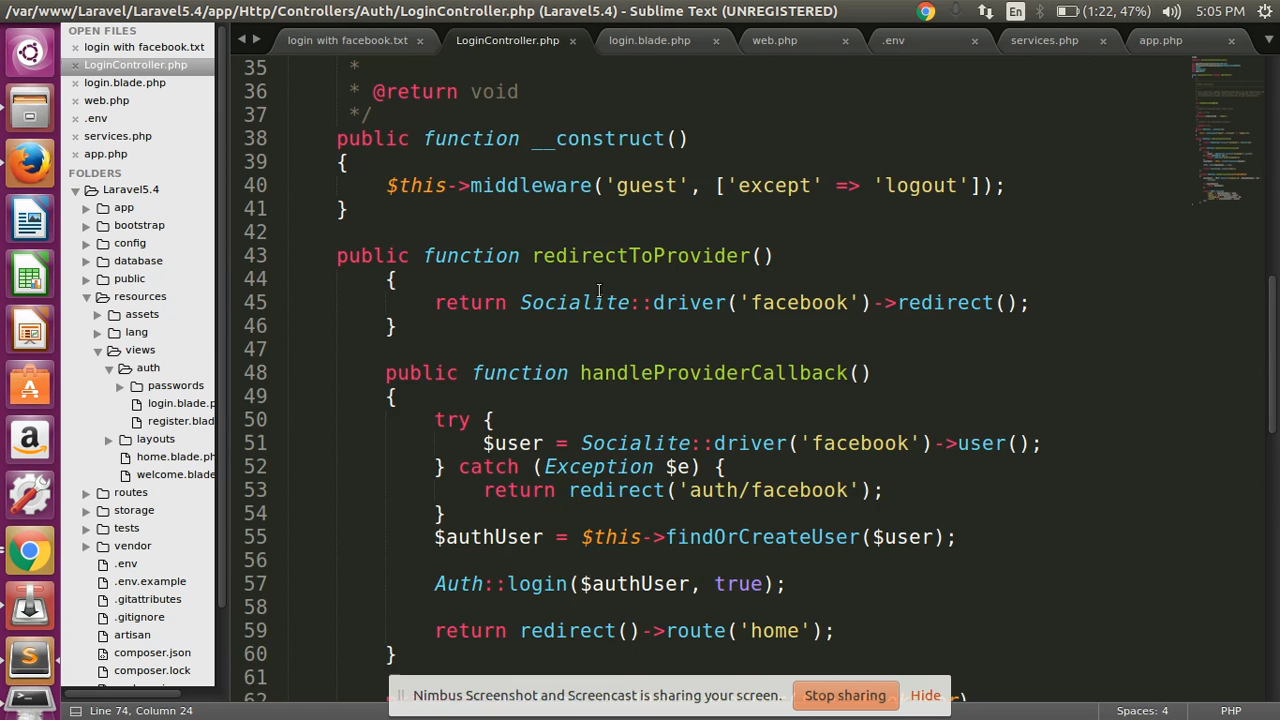 /var/www/Laravel/Laravel5.4/app/Http/Controllers/Auth/LoginController.php (Laravel5.4) - Sublime Text (UNREGISTERED)
En (1:22, 47%) 5:05 PM
OPEN FILES
login with facebook.txt
LoginController.php
login.blade.php
web.php
.env
services.php
app.php
FOLDERS
Laravel5.4
app
bootstrap
config
database
public
resources
assets
lang
views
auth
passwords
login.blade.p
register.blad
layouts
home.blade.ph
welcome.blade
routes
storage
tests
vendor
.env
.env.example
.gitattributes
.gitignore
artisan
composer.json
composer.lock
login with facebook.txt LoginController.php login.blade.php web.php .env services.php app.php
35 *
36 * @return void
37 */
38 public function __construct()
39 {
40 $this->middleware('guest', ['except' => 'logout']);
41 }
42
43 public function redirectToProvider()
44 {
45 return Socialite::driver('facebook')->redirect();
46 }
47
48 public function handleProviderCallback()
49 {
50 try {
51 $user = Socialite::driver('facebook')->user();
52 } catch (Exception $e) {
53 return redirect('auth/facebook');
54 }
55 $authUser = $this->findOrCreateUser($user);
56
57 Auth::login($authUser, true);
58
59 return redirect()->route('home');
60 }
61
62
Nimbus Screenshot and Screencast is sharing your screen. Stop sharing Hide
Line 74, Column 24 Spaces: 4 PHP